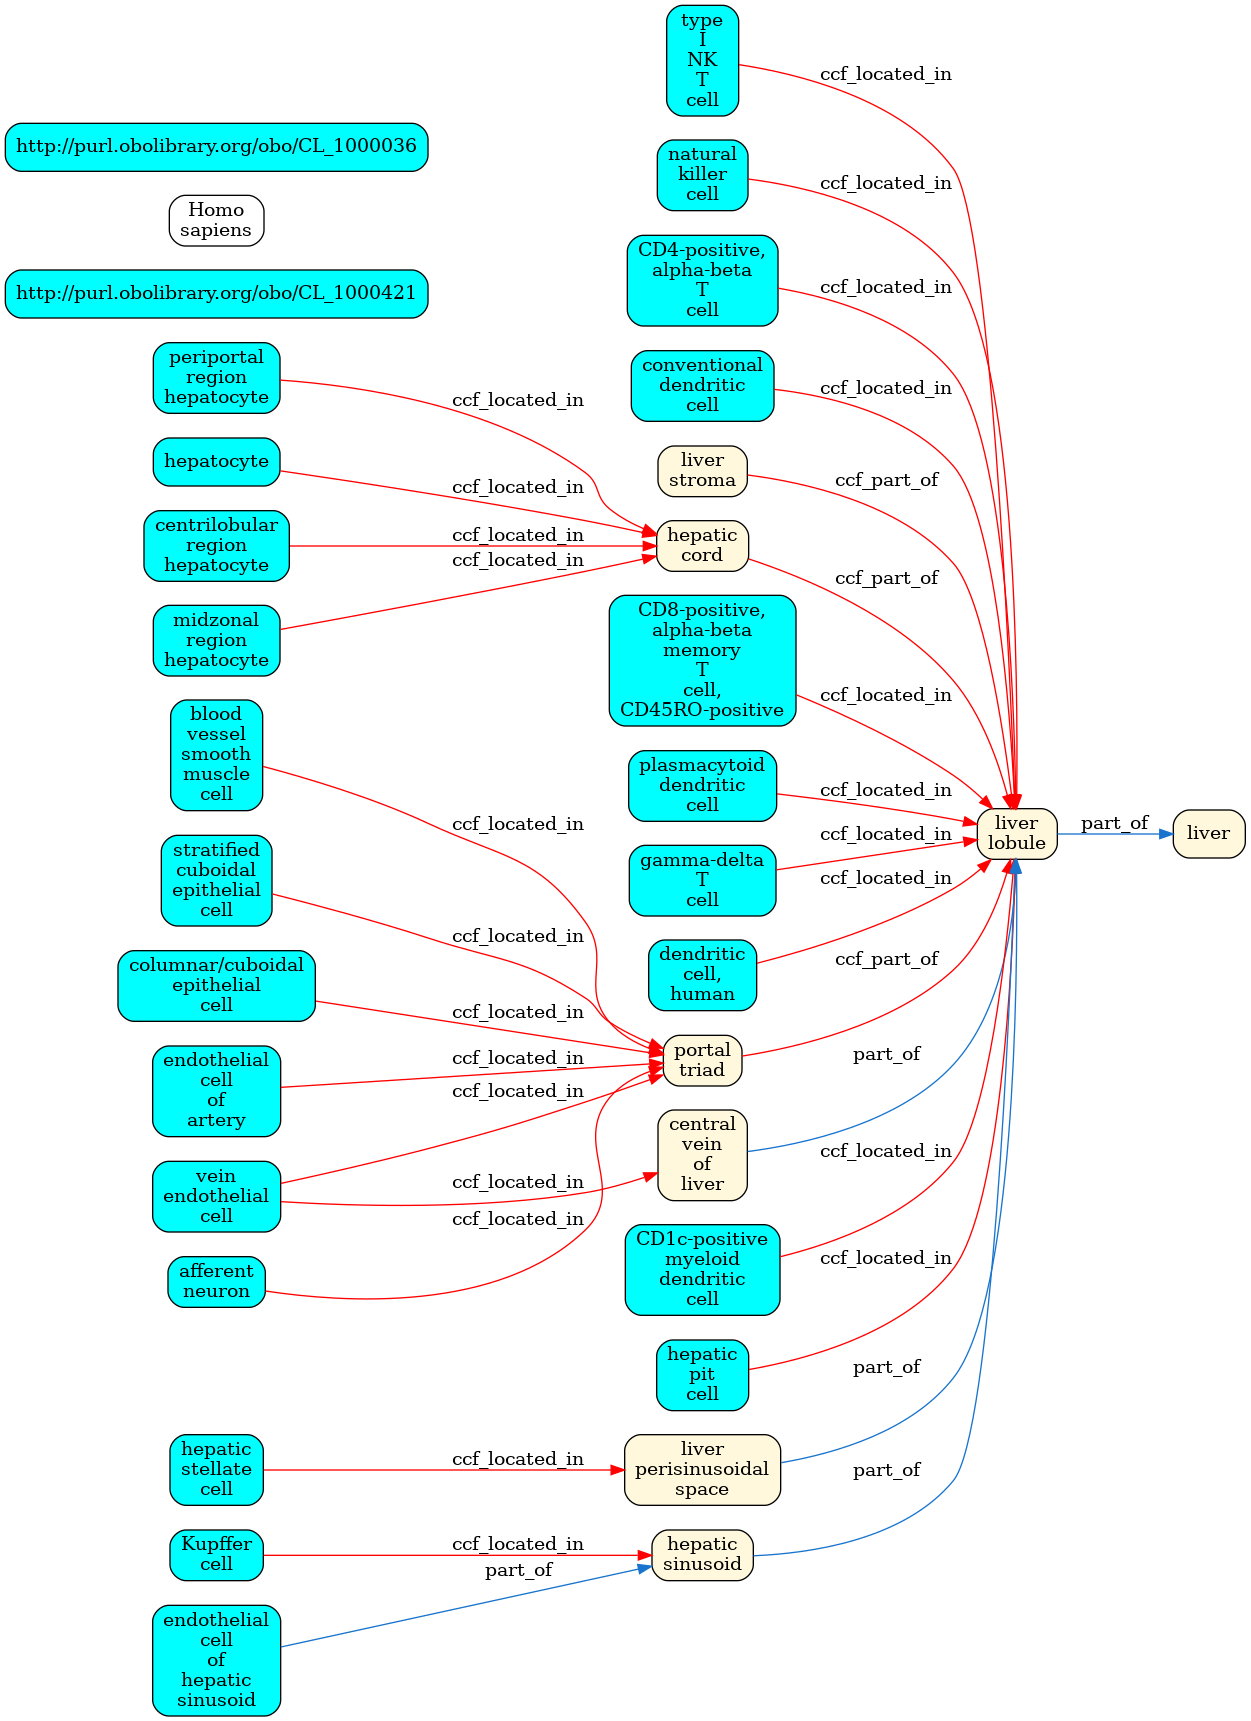 type
I
NK
T
cell
ccf_located_in
natural
killer
cell
ccf_located_in
CD4-positive,
alpha-beta
T
cell
ccf_located_in
conventional
dendritic
cell
ccf_located_in
liver
stroma
ccf_part_of
hepatic
cord
ccf_part_of
CD8-positive,
alpha-beta
memory
T
cell,
CD45RO-positive
ccf_located_in
plasmacytoid
dendritic
cell
ccf_located_in
gamma-delta
T
cell
ccf_located_in
dendritic
cell,
human
ccf_located_in
portal
triad
ccf_part_of
central
vein
of
liver
part_of
CD1c-positive
myeloid
dendritic
cell
ccf_located_in
hepatic
pit
cell
ccf_located_in
liver
perisinusoidal
space
part_of
hepatic
sinusoid
part_of
liver
lobule
part_of
liver
http://purl.obolibrary.org/obo/CL_1000036
Homo
sapiens
http://purl.obolibrary.org/obo/CL_1000421
periportal
region
hepatocyte
ccf_located_in
hepatocyte
ccf_located_in
centrilobular
region
hepatocyte
ccf_located_in
midzonal
region
hepatocyte
ccf_located_in
blood
vessel
smooth
muscle
cell
ccf_located_in
stratified
cuboidal
epithelial
cell
ccf_located_in
columnar/cuboidal
epithelial
cell
ccf_located_in
endothelial
cell
of
artery
ccf_located_in
vein
endothelial
cell
ccf_located_in
ccf_located_in
afferent
neuron
ccf_located_in
hepatic
stellate
cell
ccf_located_in
Kupffer
cell
ccf_located_in
endothelial
cell
of
hepatic
sinusoid
part_of